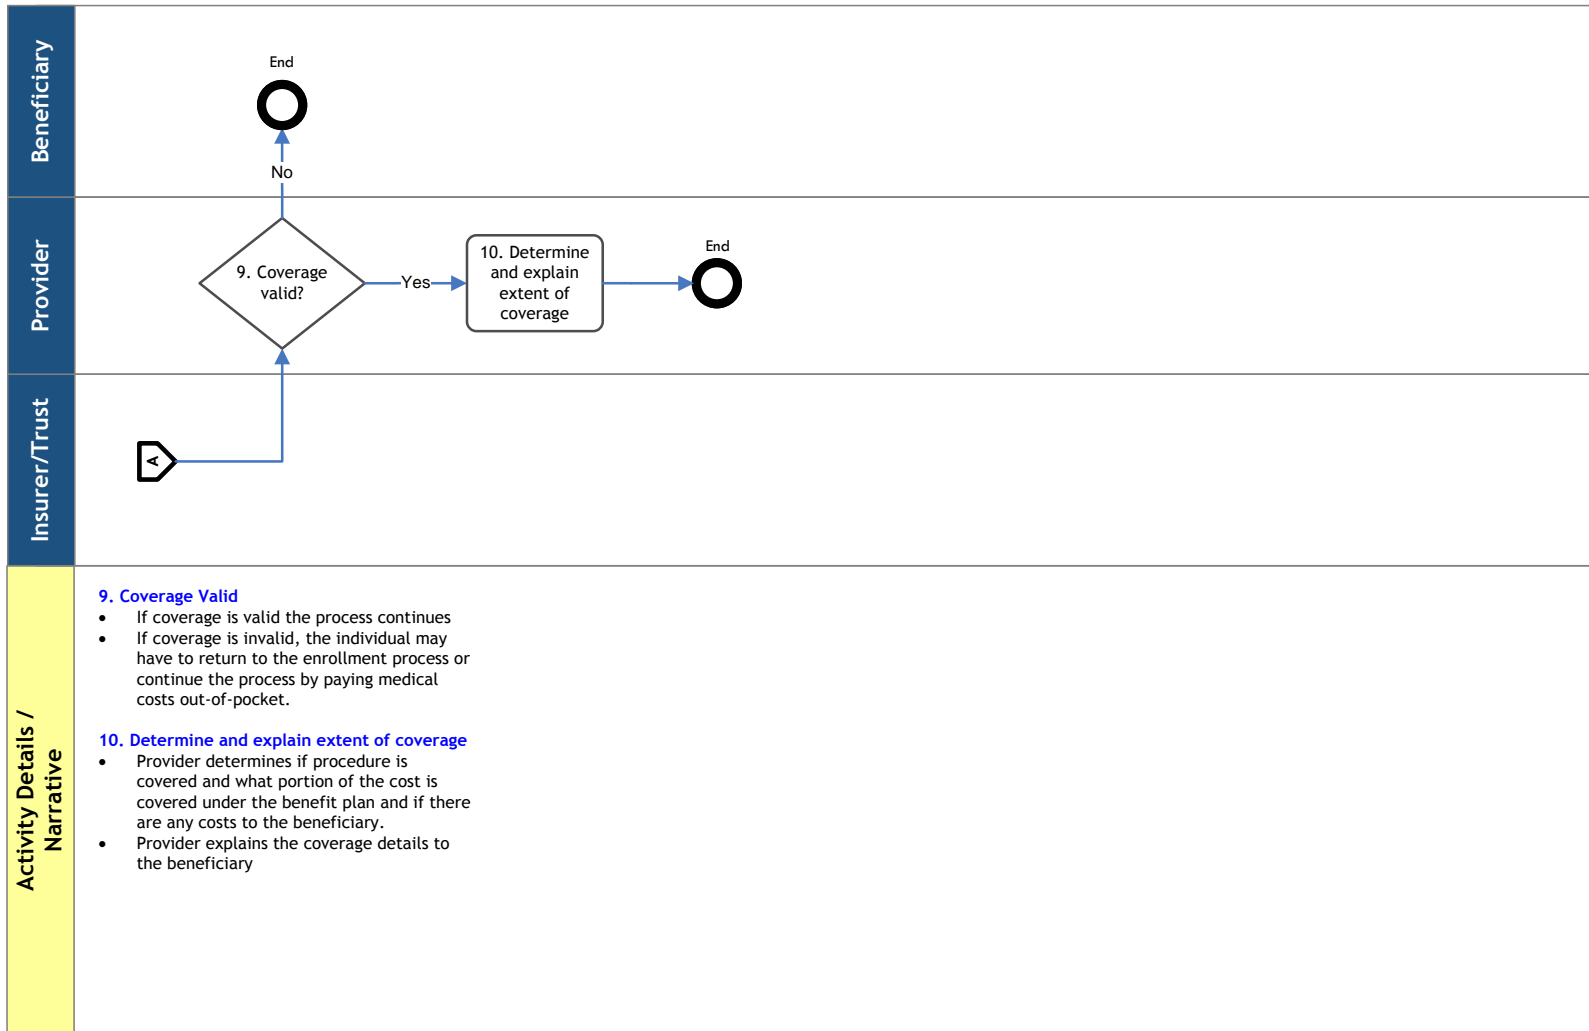 Beneficiary
End
No
Provider
9. Coverage
valid?
Yes
10. Determine
and explain
extent of
coverage
End
Insurer/Trust
A
Activity Details /
Narrative
9. Coverage Valid
• If coverage is valid the process continues
• If coverage is invalid, the individual may
have to return to the enrollment process or
continue the process by paying medical
costs out-of-pocket.
10. Determine and explain extent of coverage
• Provider determines if procedure is
covered and what portion of the cost is
covered under the benefit plan and if there
are any costs to the beneficiary.
• Provider explains the coverage details to
the beneficiary